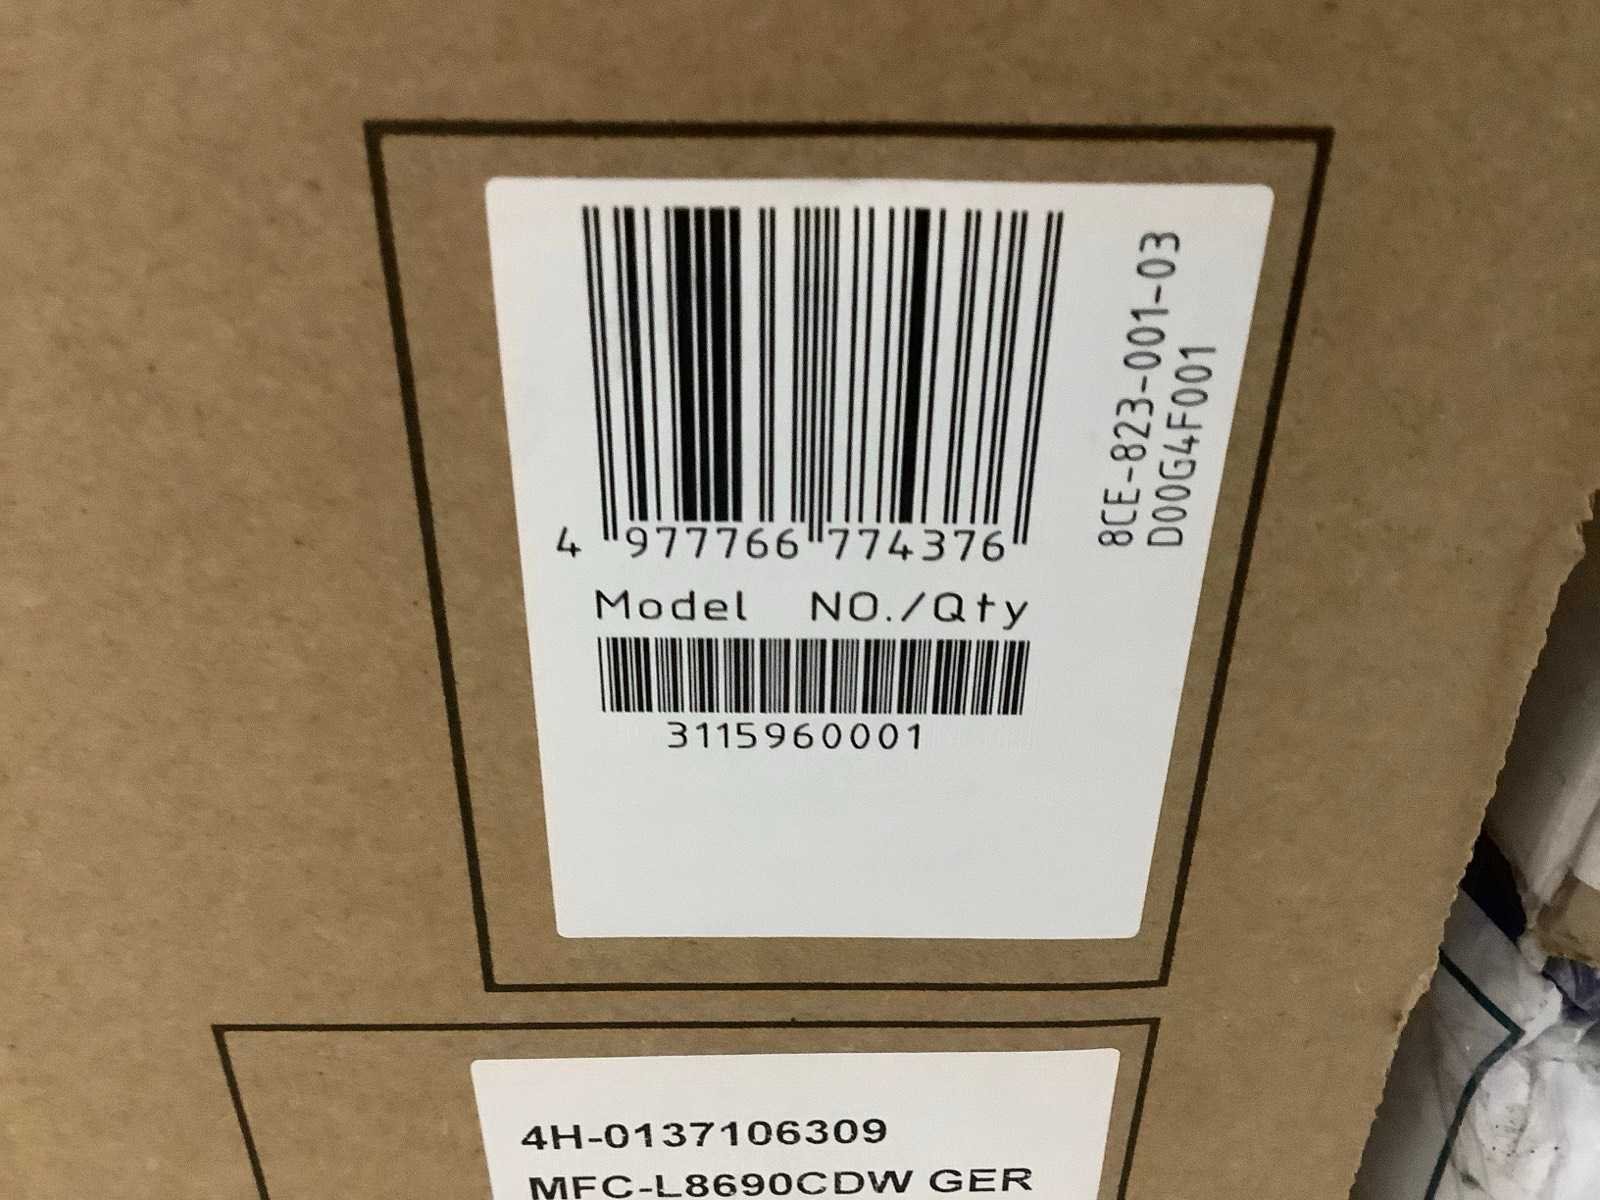 4 977766 774376
Model NO./Qty
3115960001
8CE-823-001-03
D00G4F001
4H-0137106309
MFC-L8690CDW GER